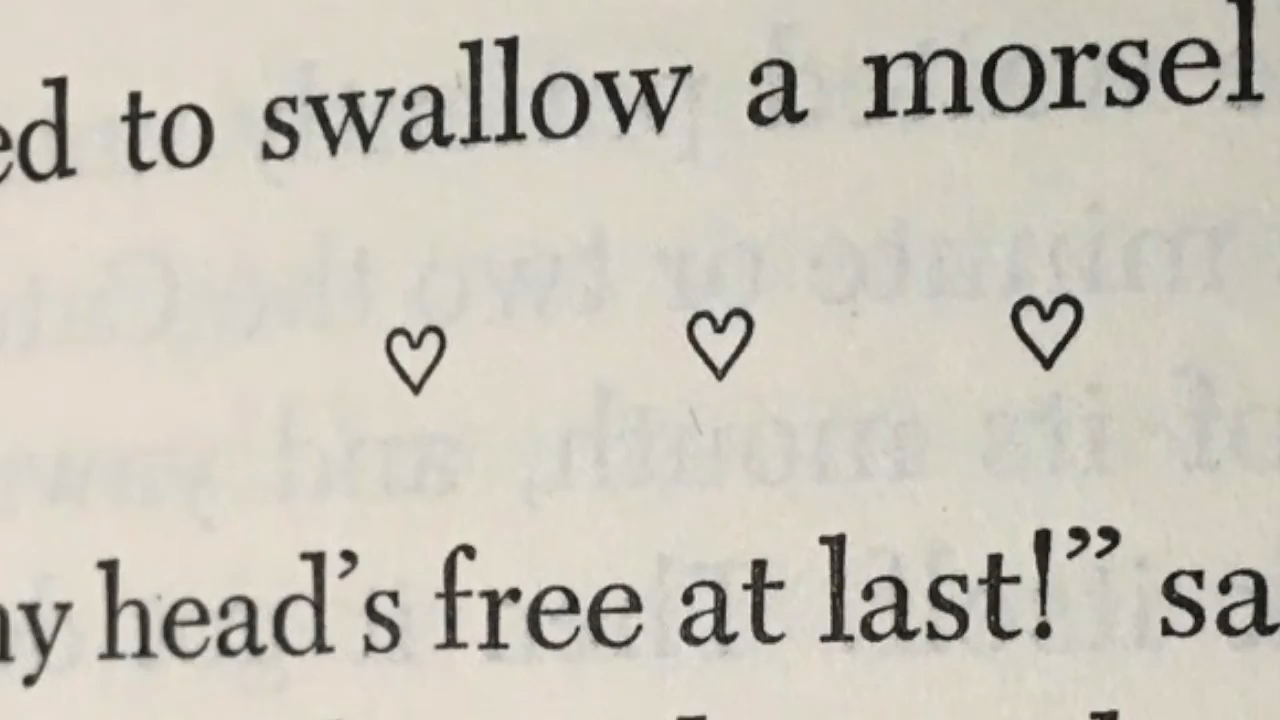 ed to swallow a morsel
♡ ♡ ♡
y head’s free at last!” sa